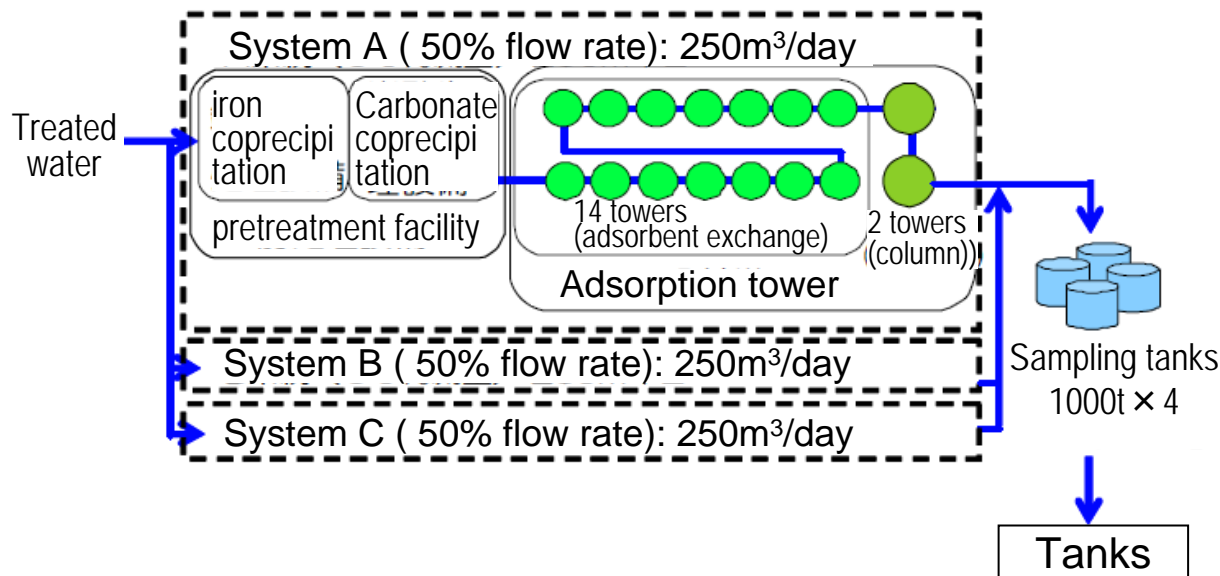 System A ( 50% flow rate): 250m³/day
Treated
water
iron
coprecipi
tation
Carbonate
coprecipi
tation
pretreatment facility
14 towers
(adsorbent exchange)
2 towers
(column))
Adsorption tower
System B ( 50% flow rate): 250m³/day
System C ( 50% flow rate): 250m³/day
Sampling tanks
1000t × 4
Tanks